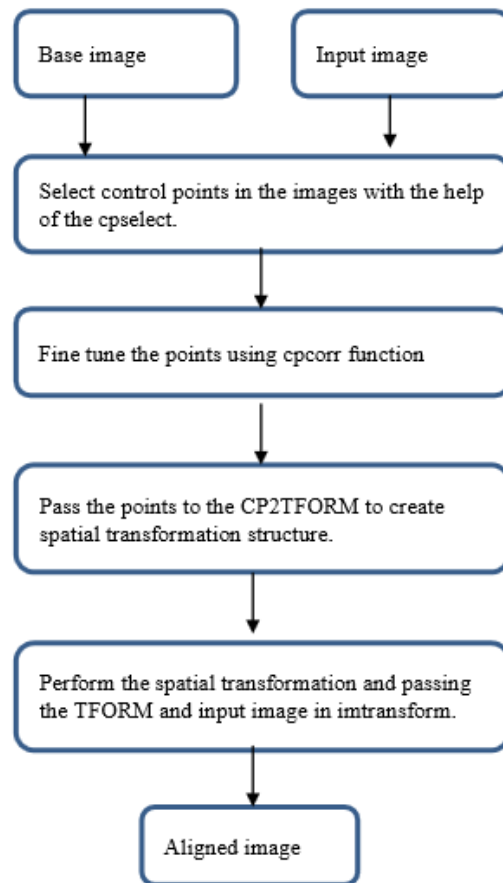 Base image
Input image
Select control points in the images with the help
of the cpselect.
Fine tune the points using cpcorr function
Pass the points to the CP2TFORM to create
spatial transformation structure.
Perform the spatial transformation and passing
the TFORM and input image in imtransform.
Aligned image